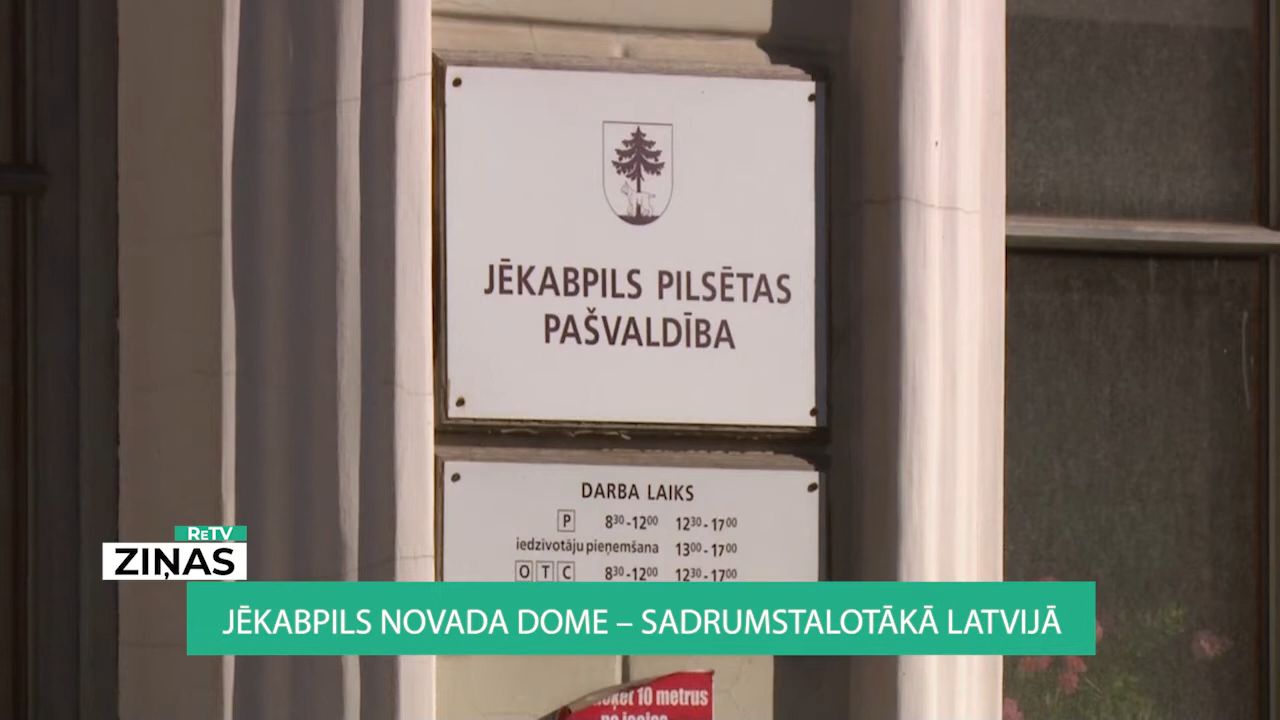 JĒKABPILS PILSĒTAS
PAŠVALDĪBA
DARBA LAIKS
P 8³⁰-12⁰⁰ 12³⁰-17⁰⁰
iedzīvotāju pieņemšana 13⁰⁰-17⁰⁰
O T C 8³⁰-12⁰⁰ 12³⁰-17⁰⁰
RETV
ZIŅAS
JĒKABPILS NOVADA DOME – SADRUMSTALOTĀKĀ LATVIJĀ
10 metrus